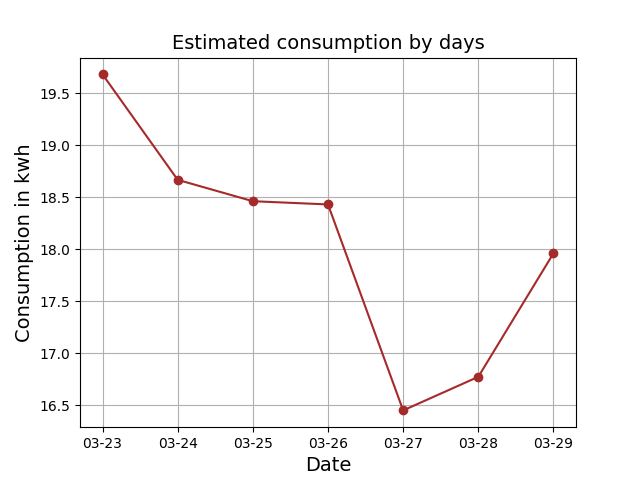 Estimated consumption by days
Consumption in kwh
19.5
19.0
18.5
18.0
17.5
17.0
16.5
03-23 03-24 03-25 03-26 03-27 03-28 03-29
Date